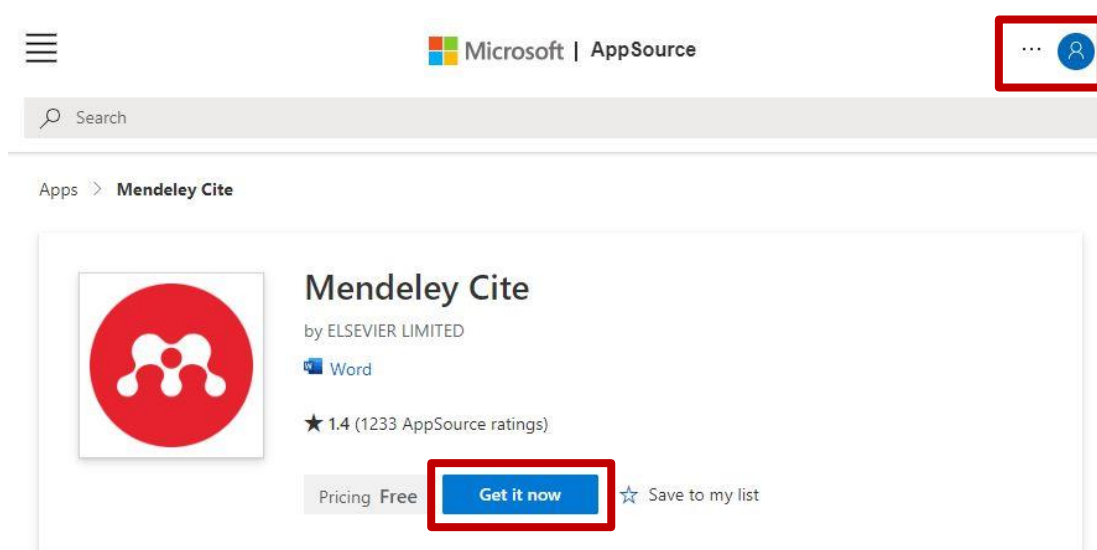 Microsoft | AppSource
Search
Apps > Mendeley Cite
Mendeley Cite
by ELSEVIER LIMITED
Word
★ 1.4 (1233 AppSource ratings)
Pricing Free Get it now ☆ Save to my list